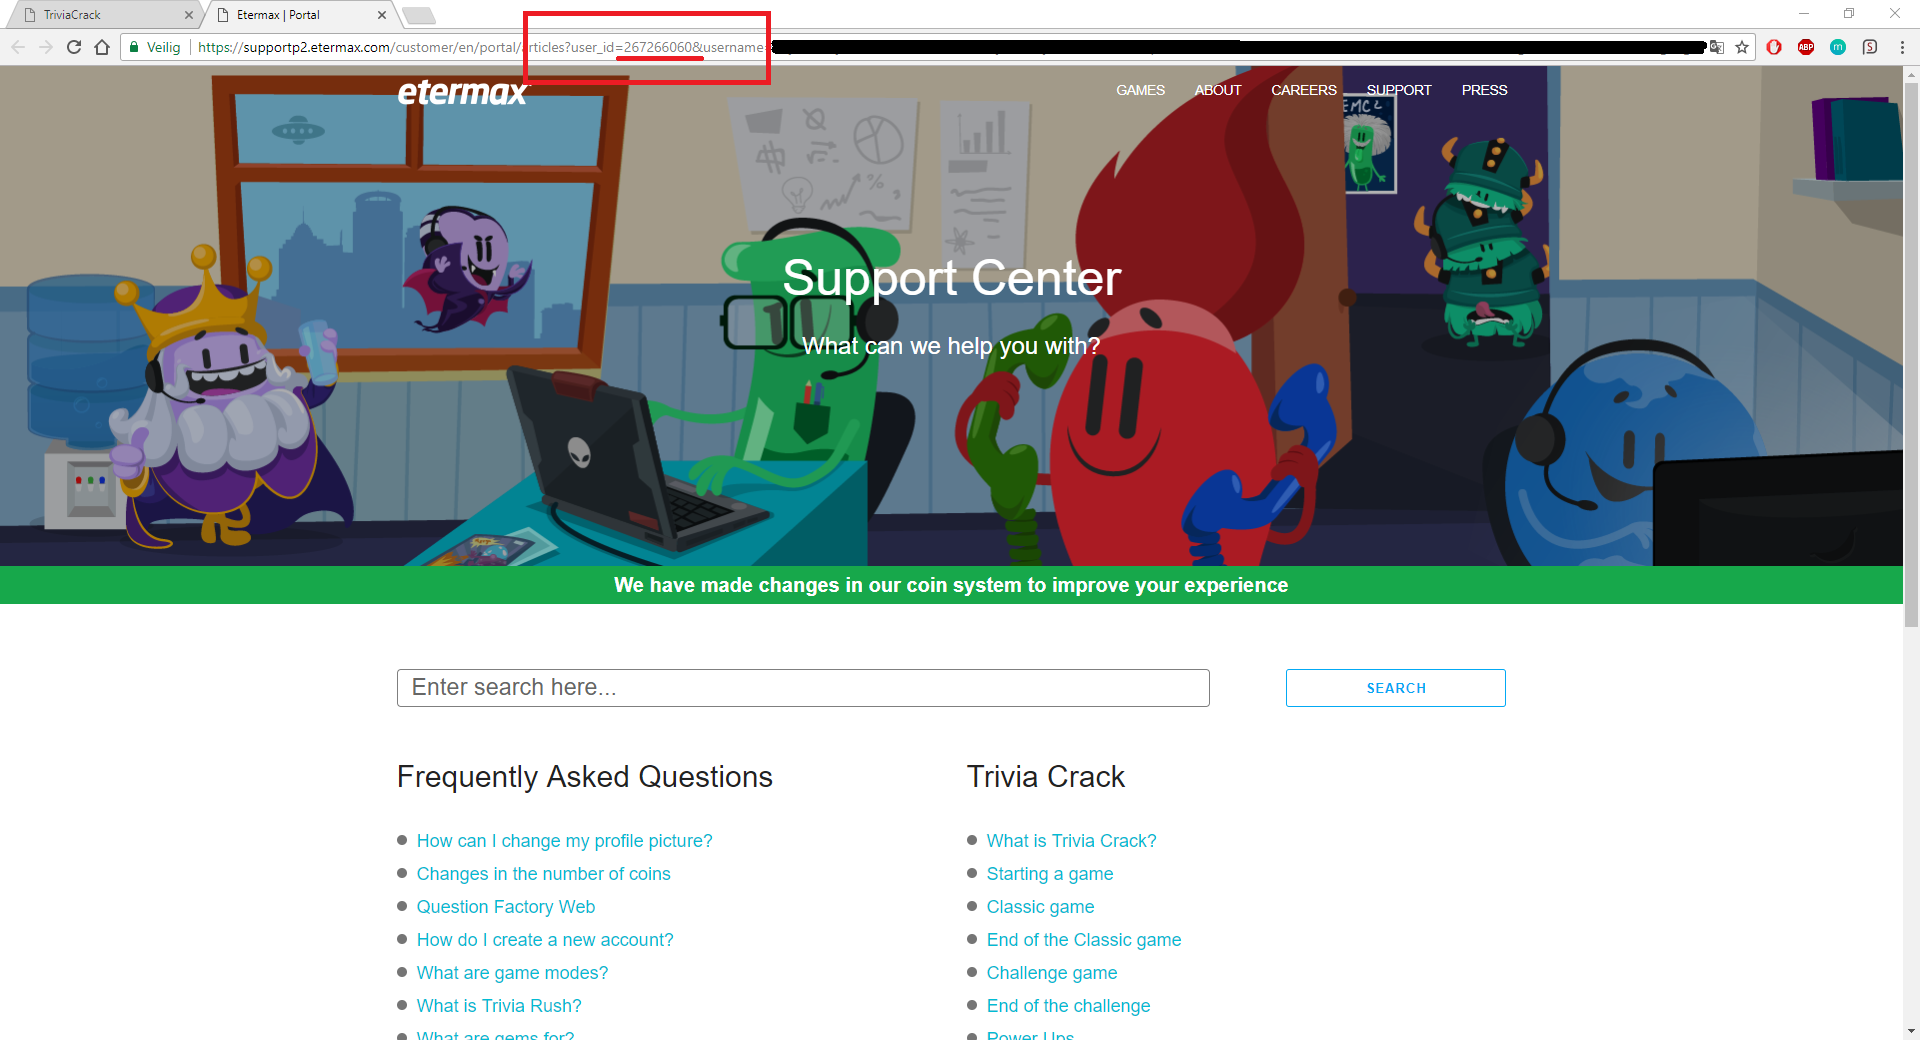 TriviaCrack
Etermax | Portal
Veilig
https://supportp2.etermax.com/customer/en/portal/articles?user_id=267266060&username=
ABP
m
S
etermax
GAMES ABOUT CAREERS SUPPORT PRESS
EMC2
Support Center
What can we help you with?
We have made changes in our coin system to improve your experience
Enter search here...
SEARCH
Frequently Asked Questions
How can I change my profile picture?
Changes in the number of coins
Question Factory Web
How do I create a new account?
What are game modes?
What is Trivia Rush?
What are gems for?
Trivia Crack
What is Trivia Crack?
Starting a game
Classic game
End of the Classic game
Challenge game
End of the challenge
Power Ups